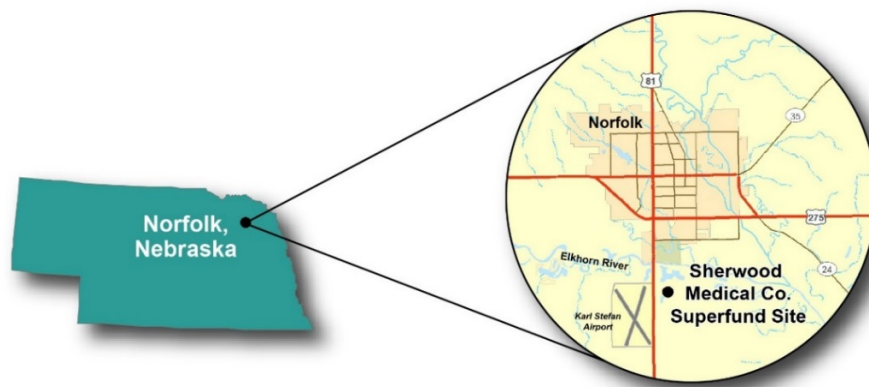 Norfolk,
Nebraska
81
35
Norfolk
275
Elkhorn River
24
Sherwood
Medical Co.
Superfund Site
Karl Stefan
Airport